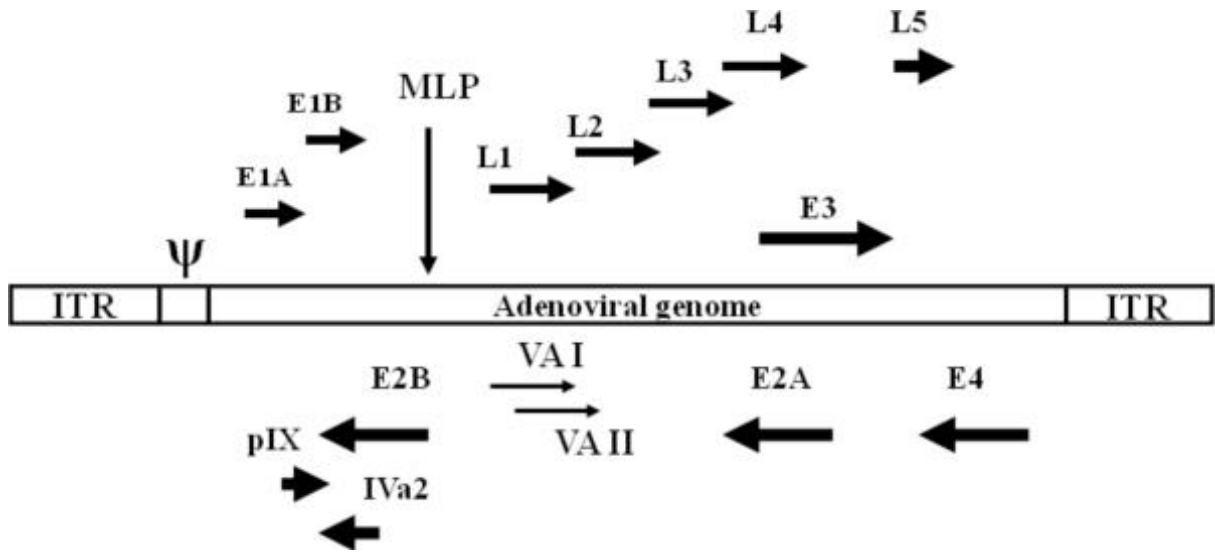 L4
L5
L3
MLP
E1B
L2
L1
E1A
E3
ψ
ITR
Adenoviral genome
ITR
VA I
E2B
E2A
E4
pIX
VA II
IVa2